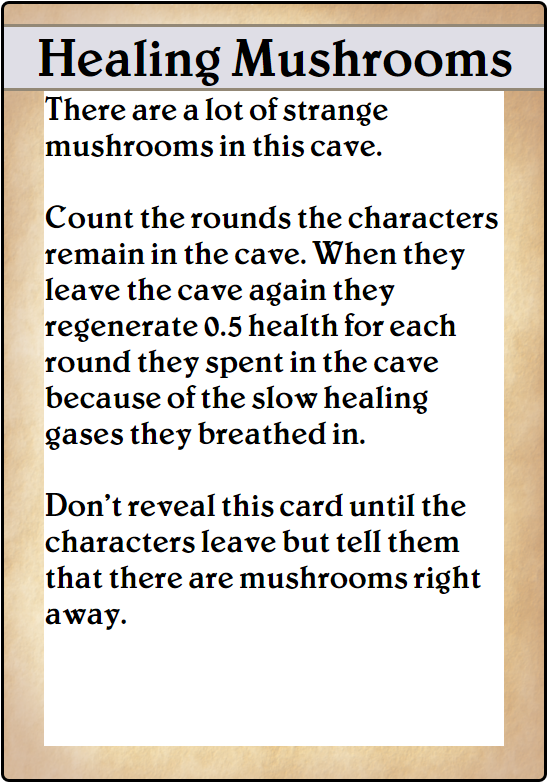 Healing Mushrooms
There are a lot of strange
mushrooms in this cave.
Count the rounds the characters
remain in the cave. When they
leave the cave again they
regenerate 0.5 health for each
round they spent in the cave
because of the slow healing
gases they breathed in.
Don't reveal this card until the
characters leave but tell them
that there are mushrooms right
away.